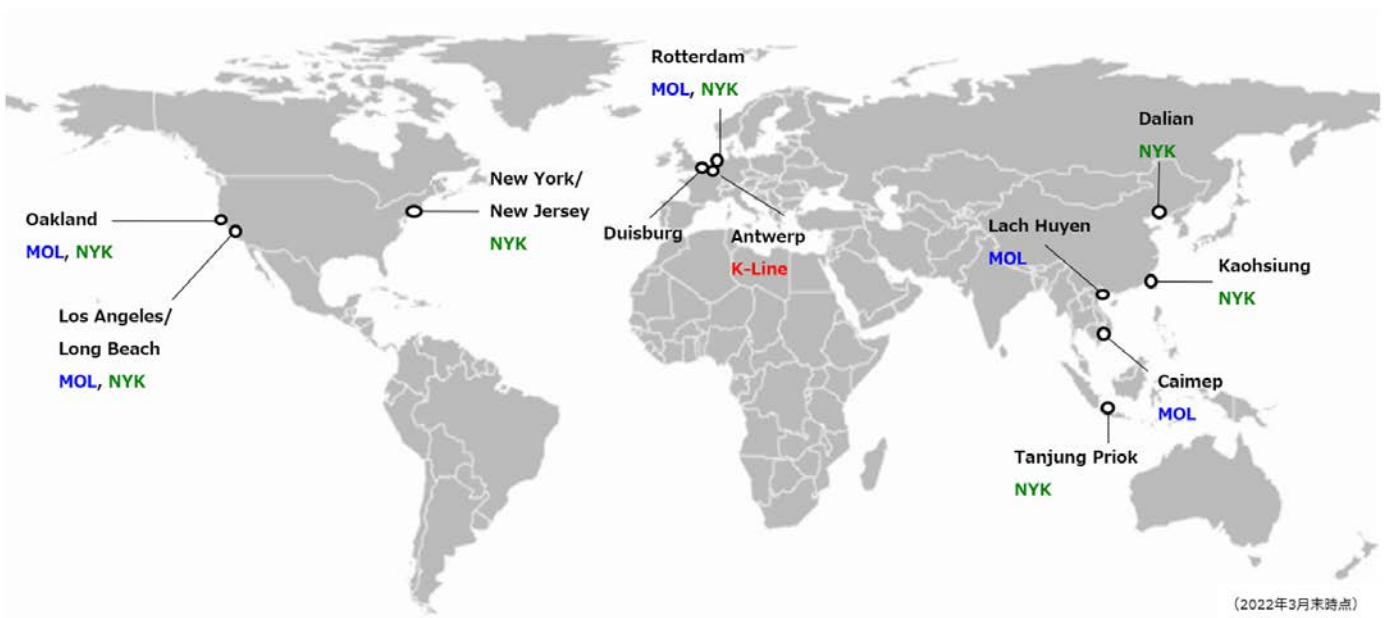 Rotterdam
MOL, NYK
Dalian
NYK
New York/
New Jersey
NYK
Oakland
MOL, NYK
Duisburg
Antwerp
K-Line
Lach Huyen
MOL
Kaohsiung
NYK
Los Angeles/
Long Beach
MOL, NYK
Caimep
MOL
Tanjung Priok
NYK
(2022年3月末時点)